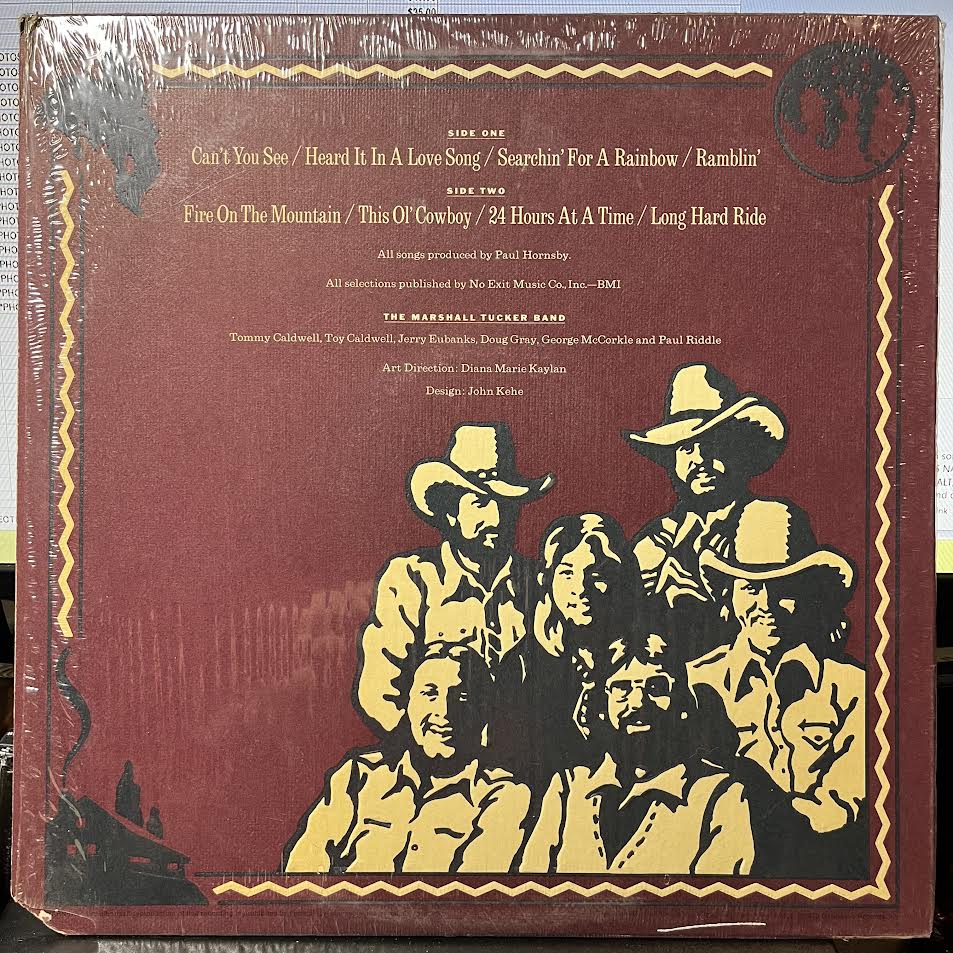 $35.00
SIDE ONE
Can't You See / Heard It In A Love Song / Searchin' For A Rainbow / Ramblin'
SIDE TWO
Fire On The Mountain / This Ol' Cowboy / 24 Hours At A Time / Long Hard Ride
All songs produced by Paul Hornsby.
All selections published by No Exit Music Co., Inc.—BMI
THE MARSHALL TUCKER BAND
Tommy Caldwell, Toy Caldwell, Jerry Eubanks, Doug Gray, George McCorkle and Paul Riddle
Art Direction: Diana Marie Kaylan
Design: John Kehe